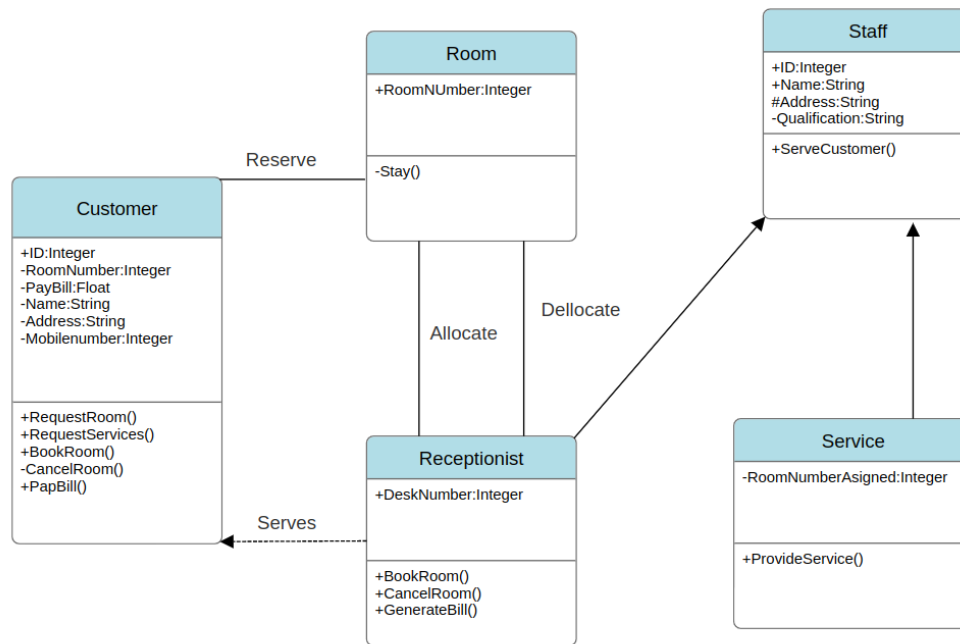 Room
+RoomNUmber:Integer
-Stay()
Staff
+ID:Integer
+Name:String
#Address:String
-Qualification:String
+ServeCustomer()
Reserve
Customer
+ID:Integer
-RoomNumber:Integer
-PayBill:Float
-Name:String
-Address:String
-Mobilenumber:Integer
+RequestRoom()
+RequestServices()
+BookRoom()
-CancelRoom()
+PapBill()
Allocate
Dellocate
Serves
Receptionist
+DeskNumber:Integer
+BookRoom()
+CancelRoom()
+GenerateBill()
Service
-RoomNumberAsigned:Integer
+ProvideService()